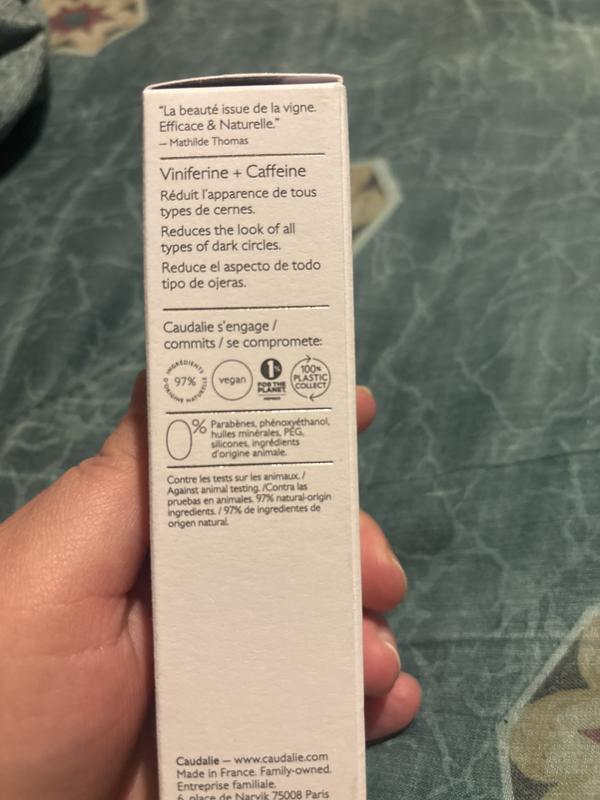 “La beauté issue de la vigne.
Efficace & Naturelle.”
— Mathilde Thomas
Viniferine + Caffeine
Réduit l'apparence de tous
types de cernes.
Reduces the look of all
types of dark circles.
Reduce el aspecto de todo
tipo de ojeras.
Caudalie s'engage /
commits / se compromete:
INGRÉDIENTS
97%
D'ORIGINE NATURELLE
vegan
1%
FOR THE
PLANET
100%
PLASTIC
COLLECT
0% Parabènes, phénoxyéthanol,
huiles minérales, PEG,
silicones, ingrédients
d'origine animale.
Contre les tests sur les animaux. /
Against animal testing. /Contra las
pruebas en animales. 97% natural-origin
ingredients. / 97% de ingredientes de
origen natural.
Caudalie — www.caudalie.com
Made in France. Family-owned.
Entreprise familiale.
6, place de Narvik 75008 Paris